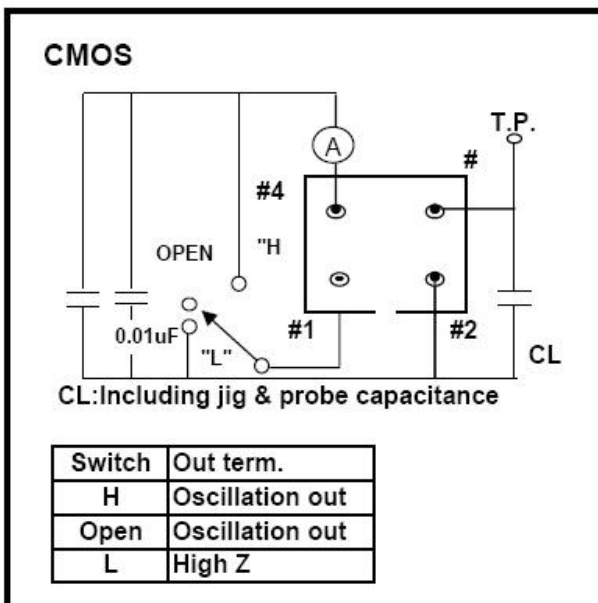 CMOS
T.P.
A
#
#4
OPEN
"H
0.01uF
#1
#2
"L"
CL
CL:Including jig & probe capacitance
Switch Out term.
H Oscillation out
Open Oscillation out
L High Z